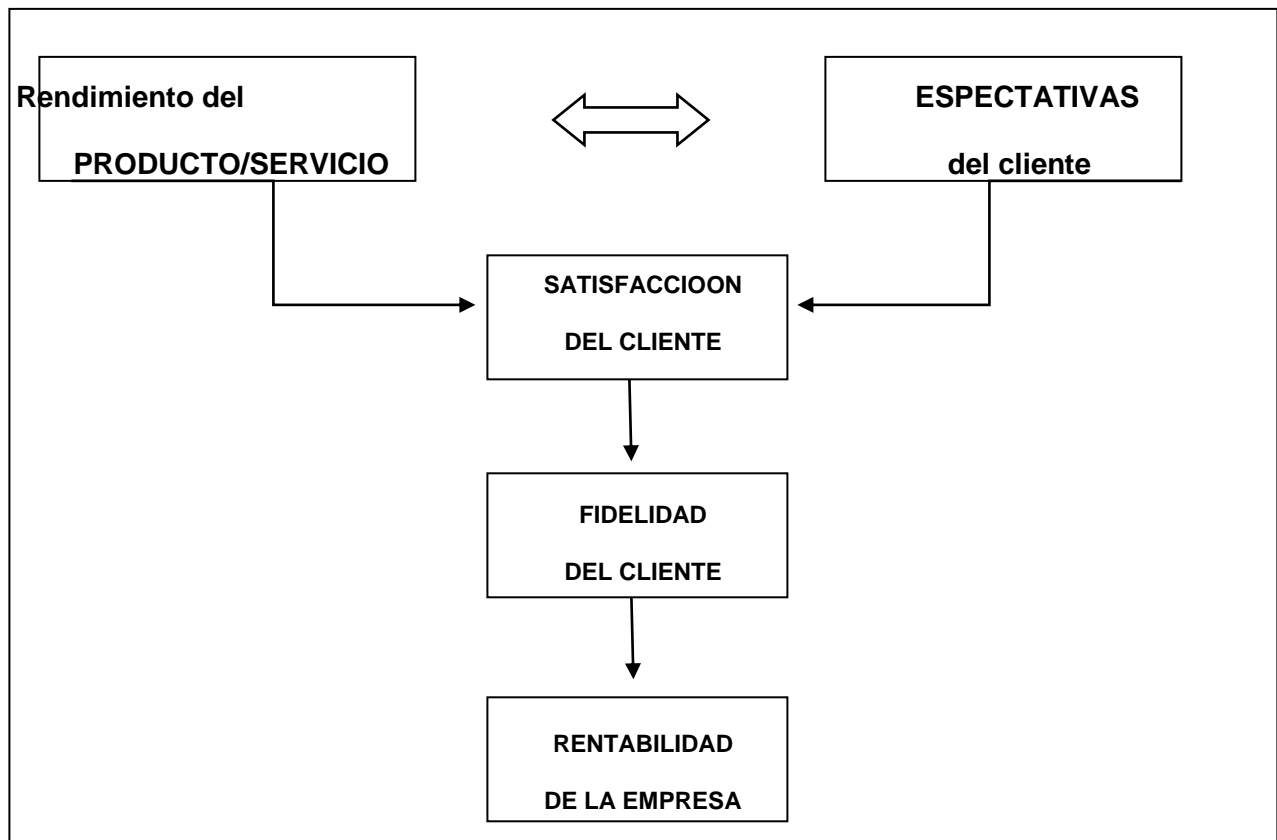 Rendimiento del
PRODUCTO/SERVICIO
ESPECTATIVAS
del cliente
SATISFACCIOON
DEL CLIENTE
FIDELIDAD
DEL CLIENTE
RENTABILIDAD
DE LA EMPRESA